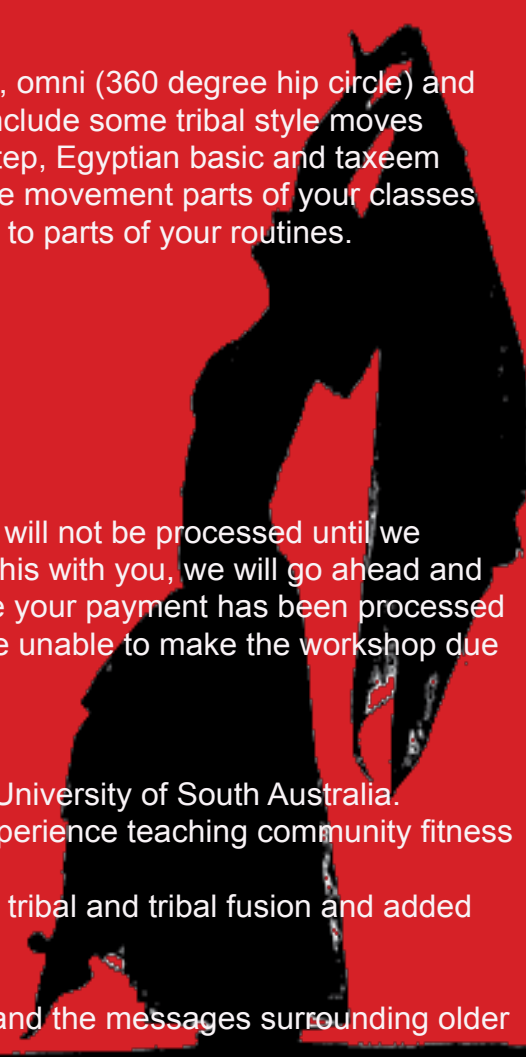 , omni (360 degree hip circle) and
nclude some tribal style moves
tep, Egyptian basic and taxeem
e movement parts of your classes
to parts of your routines.
will not be processed until we
his with you, we will go ahead and
e your payment has been processed
e unable to make the workshop due
University of South Australia.
xperience teaching community fitness
tribal and tribal fusion and added
and the messages surrounding older